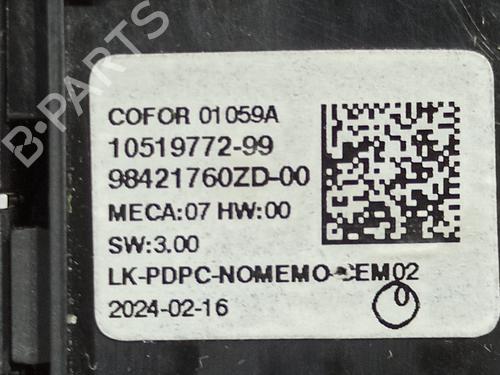 B-PARTS
COFOR 01059A
10519772-99
98421760ZD-00
MECA:07 HW:00
SW:3.00
LK-PDPC-NOMEMO-CEM02
2024-02-16